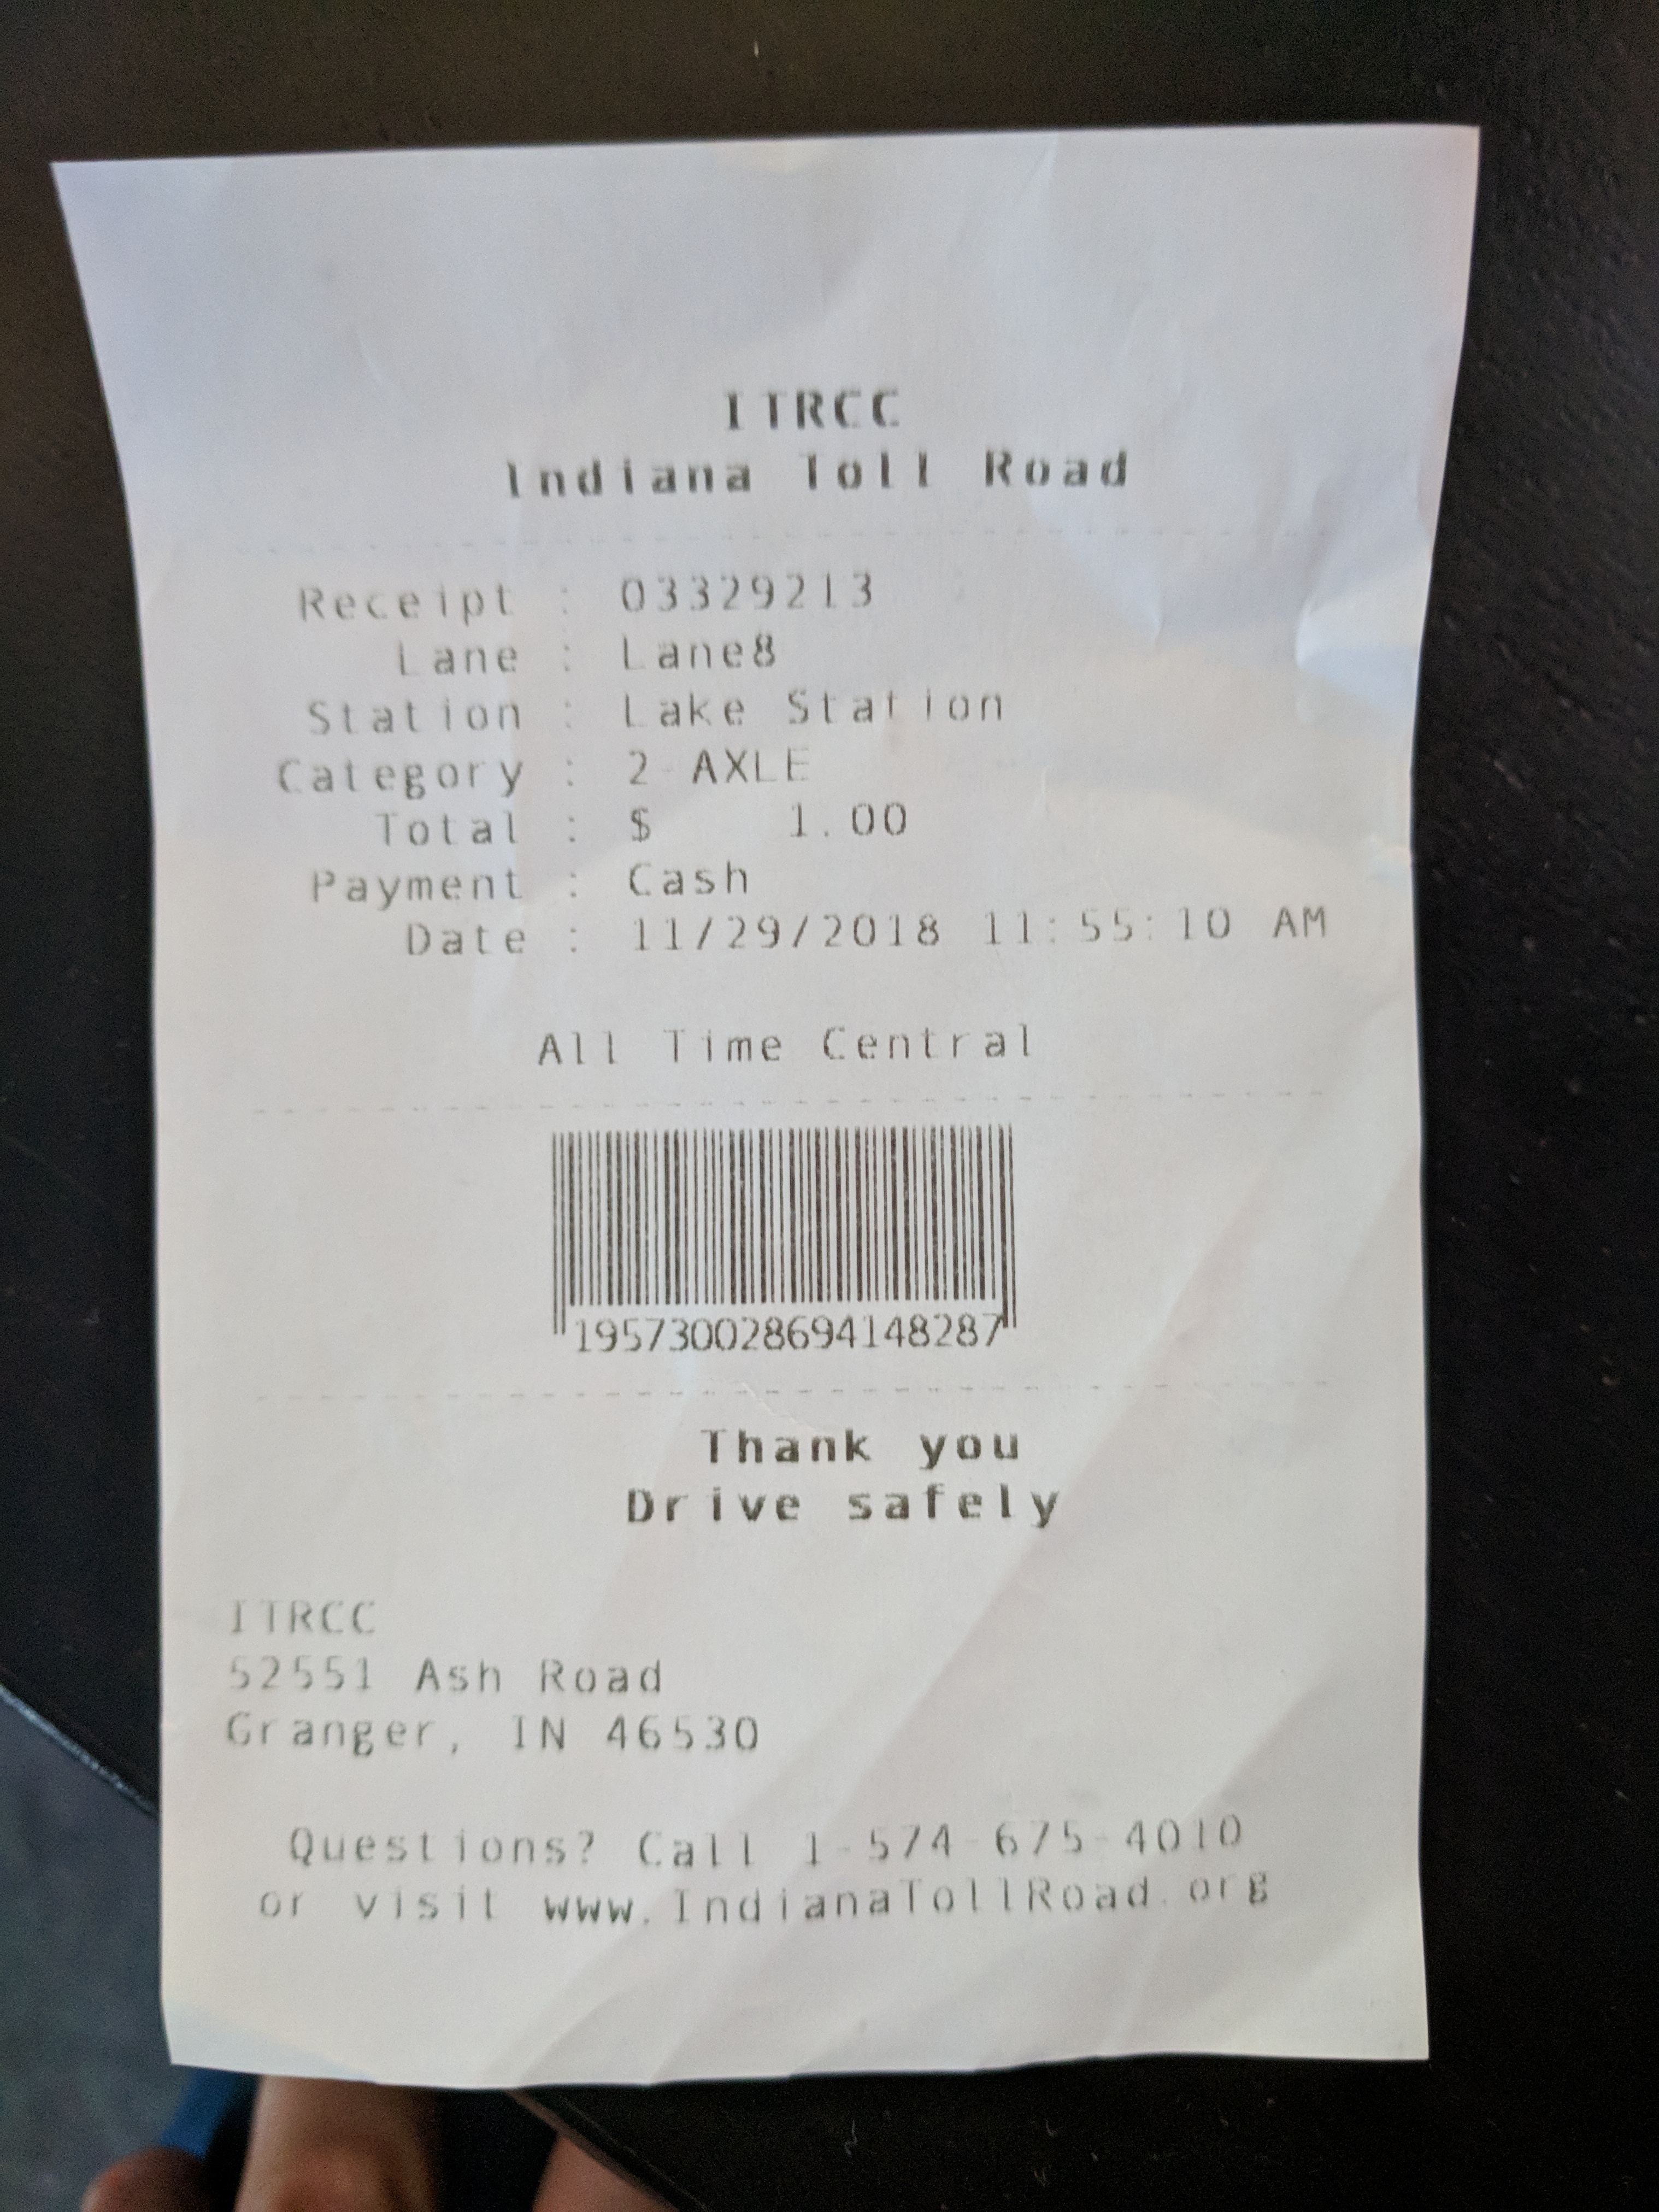 ITRCC
Indiana Toll Road
Receipt : 03329213
Lane : Lane8
Station : Lake Station
Category : 2-AXLE
Total : $ 1.00
Payment : Cash
Date : 11/29/2018 11:55:10 AM
All Time Central
195730028694148287
Thank you
Drive safely
ITRCC
52551 Ash Road
Granger, IN 46530
Questions? Call 1-574-675-4010
or visit www.IndianaTollRoad.org